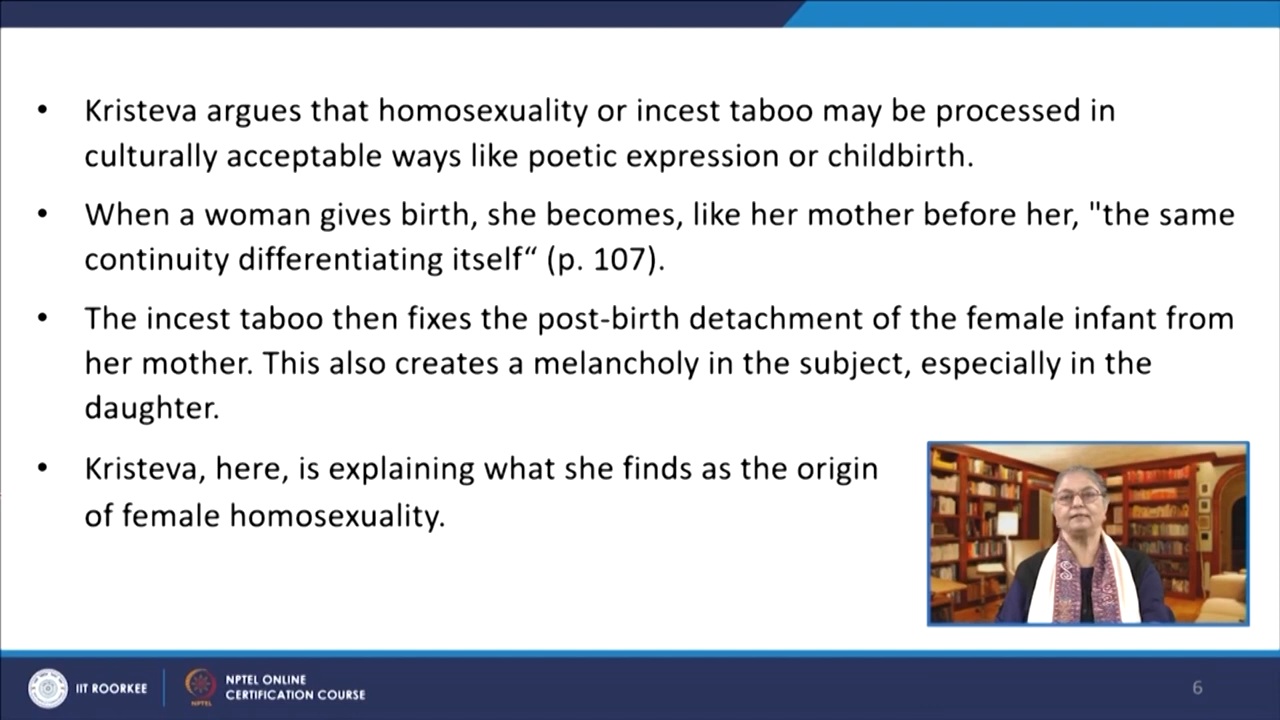 • Kristeva argues that homosexuality or incest taboo may be processed in
culturally acceptable ways like poetic expression or childbirth.
• When a woman gives birth, she becomes, like her mother before her, "the same
continuity differentiating itself“ (p. 107).
• The incest taboo then fixes the post-birth detachment of the female infant from
her mother. This also creates a melancholy in the subject, especially in the
daughter.
• Kristeva, here, is explaining what she finds as the origin
of female homosexuality.
IIT ROORKEE
NPTEL
NPTEL ONLINE
CERTIFICATION COURSE
6